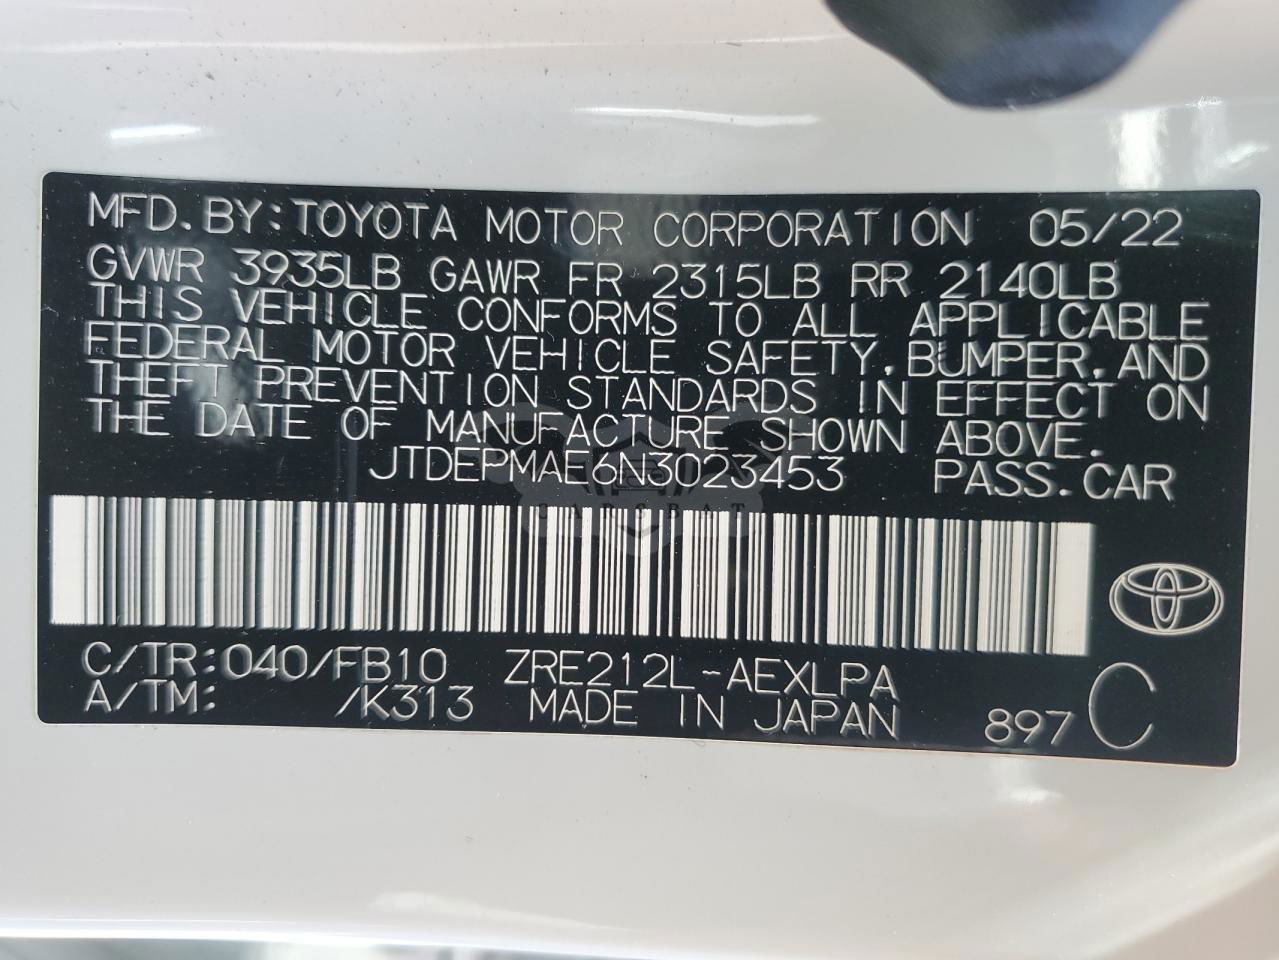 MFD. BY: TOYOTA MOTOR CORPORATION 05/22
GVWR 3935LB GAWR FR 2315LB RR 2140LB
THIS VEHICLE CONFORMS TO ALL APPLICABLE
FEDERAL MOTOR VEHICLE SAFETY, BUMPER, AND
THEFT PREVENTION STANDARDS IN EFFECT ON
THE DATE OF MANUFACTURE SHOWN ABOVE.
JTDEPMAE6N3023453 PASS. CAR
CARSBAT
C/TR: 040/FB10 ZRE212L-AEXLPA
A/TM: /K313 MADE IN JAPAN 897 C